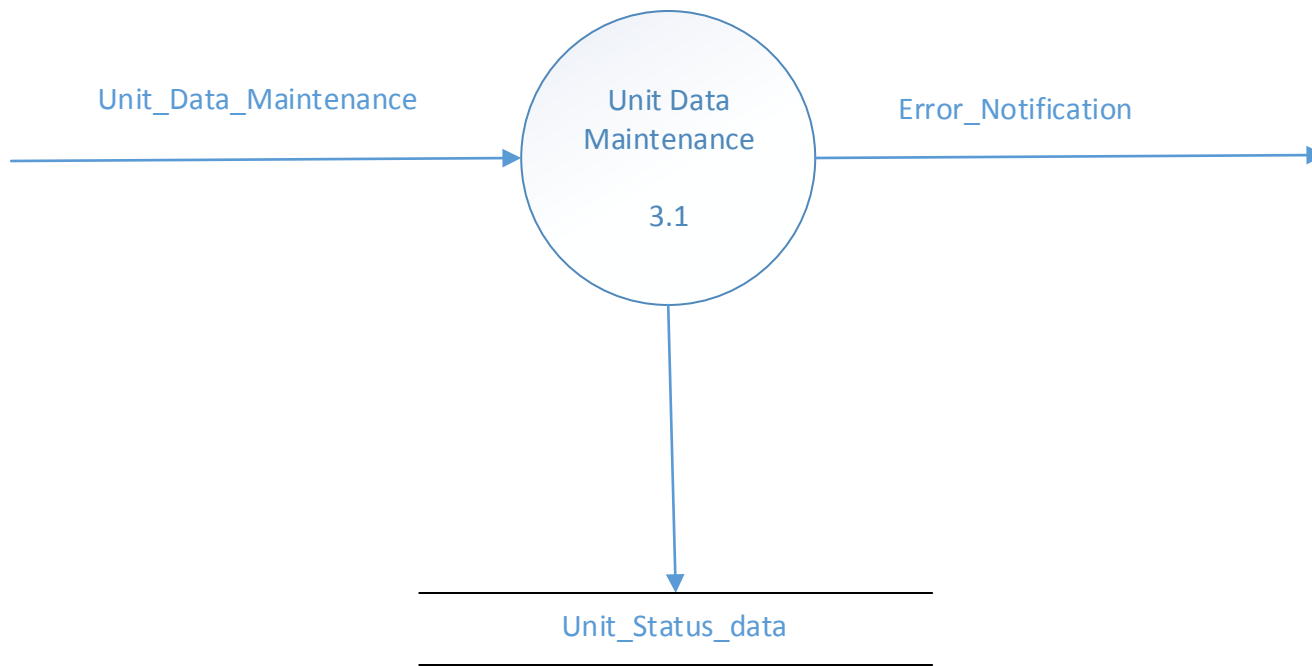 Unit_Data_Maintenance
Unit Data
Maintenance
3.1
Error_Notification
Unit_Status_data